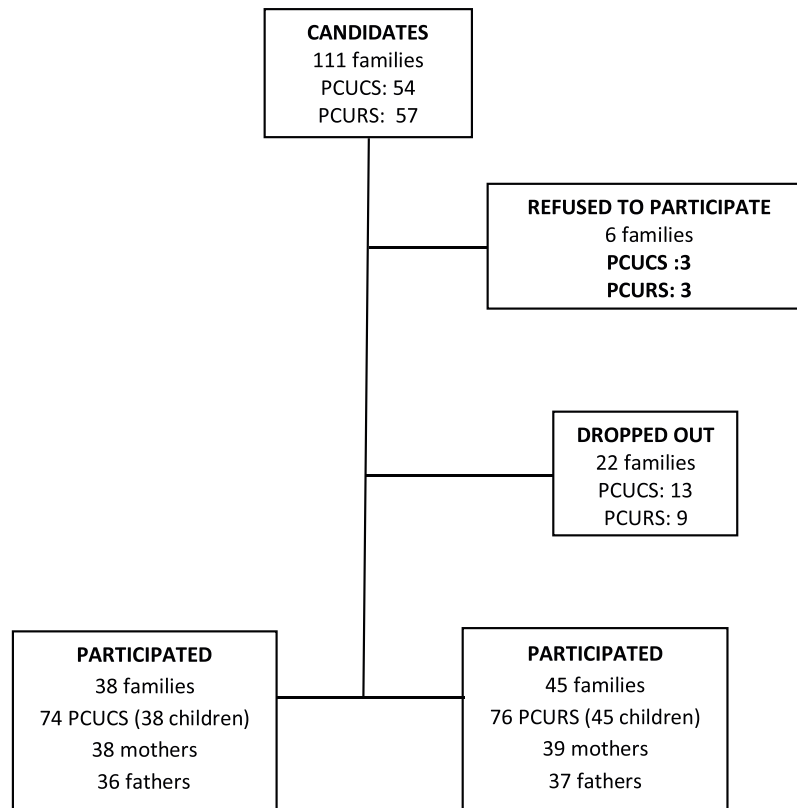 CANDIDATES
111 families
PCUCS: 54
PCURS:  57
REFUSED TO PARTICIPATE
6 families
PCUCS :3
PCURS: 3
DROPPED OUT
22 families
PCUCS: 13
PCURS: 9
PARTICIPATED
38 families
74 PCUCS (38 children)
38 mothers
36 fathers
PARTICIPATED
45 families
76 PCURS (45 children)
39 mothers
37 fathers